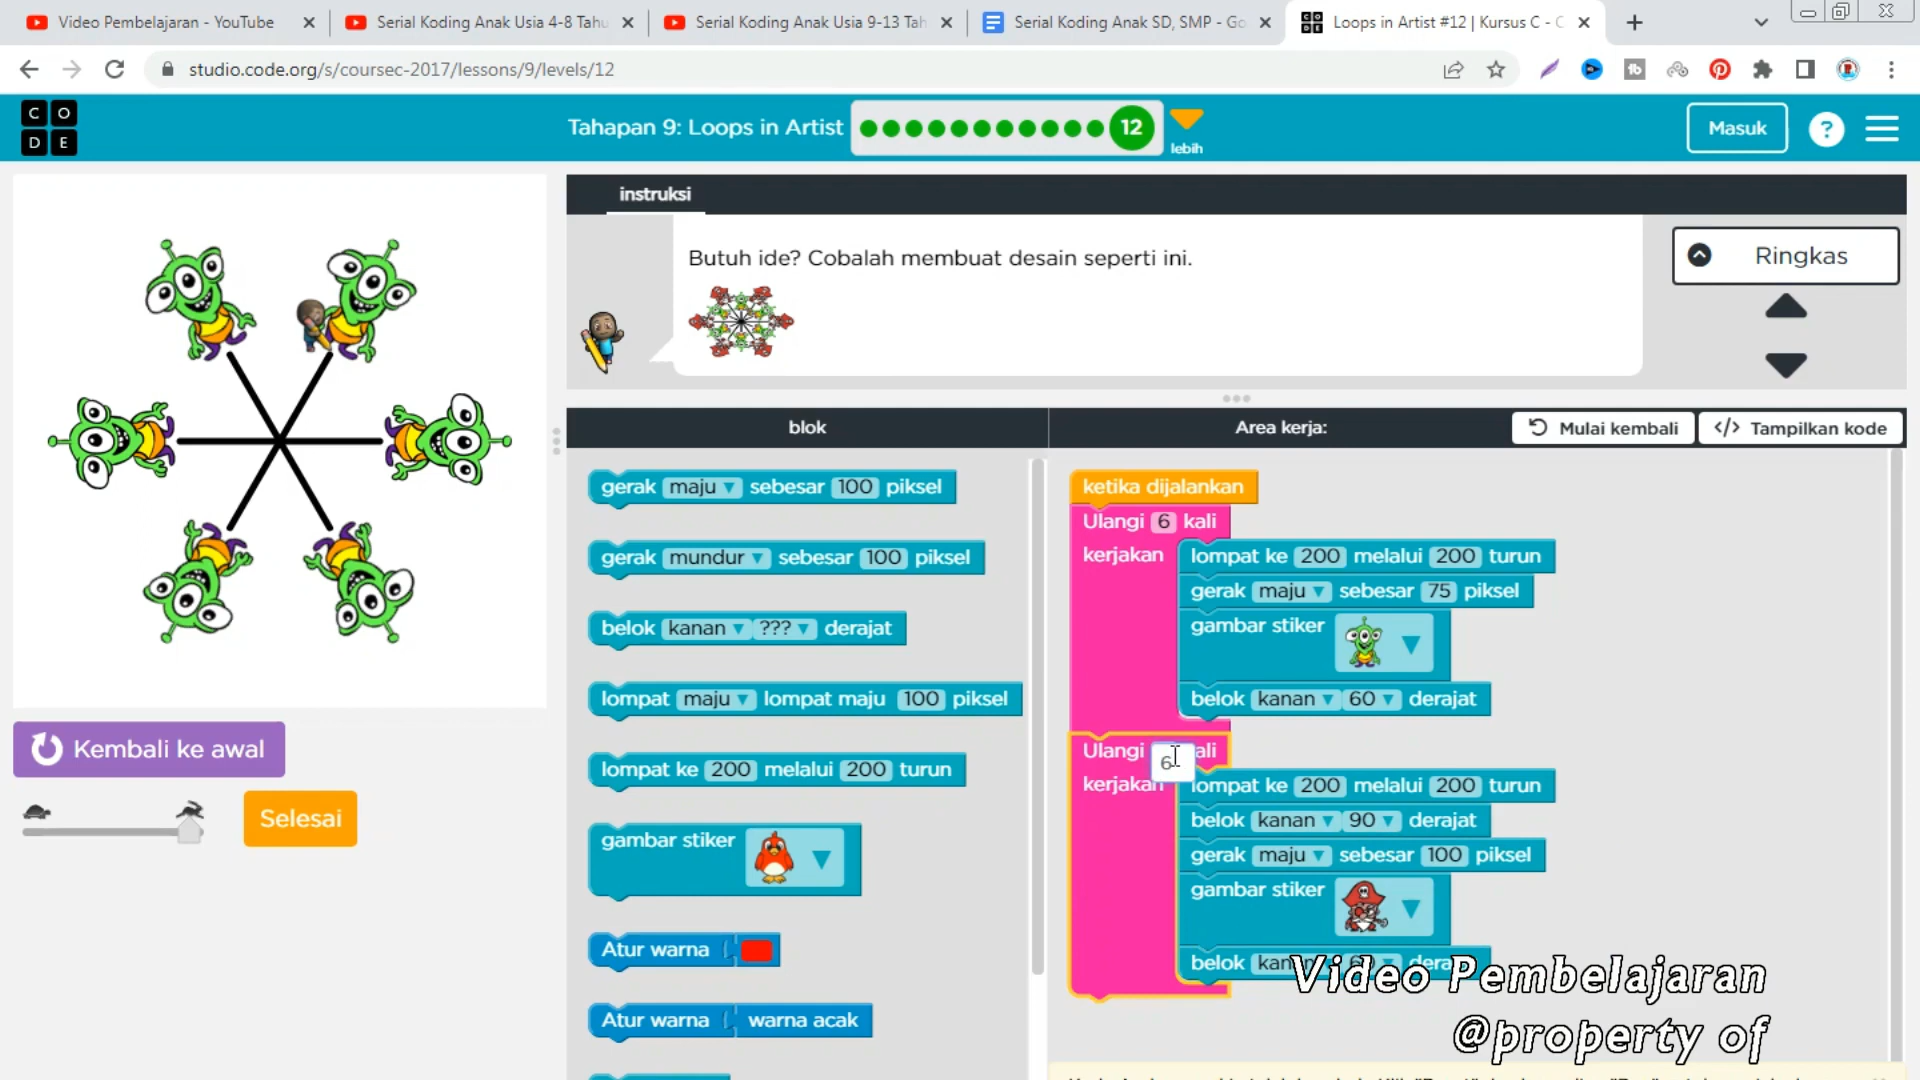 Video Pembelajaran - YouTube
Serial Koding Anak Usia 4-8 Tahu
Serial Koding Anak Usia 9-13 Tah
Serial Koding Anak SD, SMP - Go
Loops in Artist #12 | Kursus C - C
studio.code.org/s/coursec-2017/lessons/9/levels/12
C O
D E
Tahapan 9: Loops in Artist
12
lebih
Masuk
?
instruksi
Butuh ide? Cobalah membuat desain seperti ini.
Ringkas
blok
Area kerja:
Mulai kembali
</> Tampilkan kode
Kembali ke awal
Selesai
gerak maju sebesar 100 piksel
gerak mundur sebesar 100 piksel
belok kanan ??? derajat
lompat maju lompat maju 100 piksel
lompat ke 200 melalui 200 turun
gambar stiker
Atur warna
Atur warna warna acak
ketika dijalankan
Ulangi 6 kali
kerjakan
lompat ke 200 melalui 200 turun
gerak maju sebesar 75 piksel
gambar stiker
belok kanan 60 derajat
Ulangi 6 ali
kerjakan
lompat ke 200 melalui 200 turun
belok kanan 90 derajat
gerak maju sebesar 100 piksel
gambar stiker
belok
Video Pembelajaran
@property of